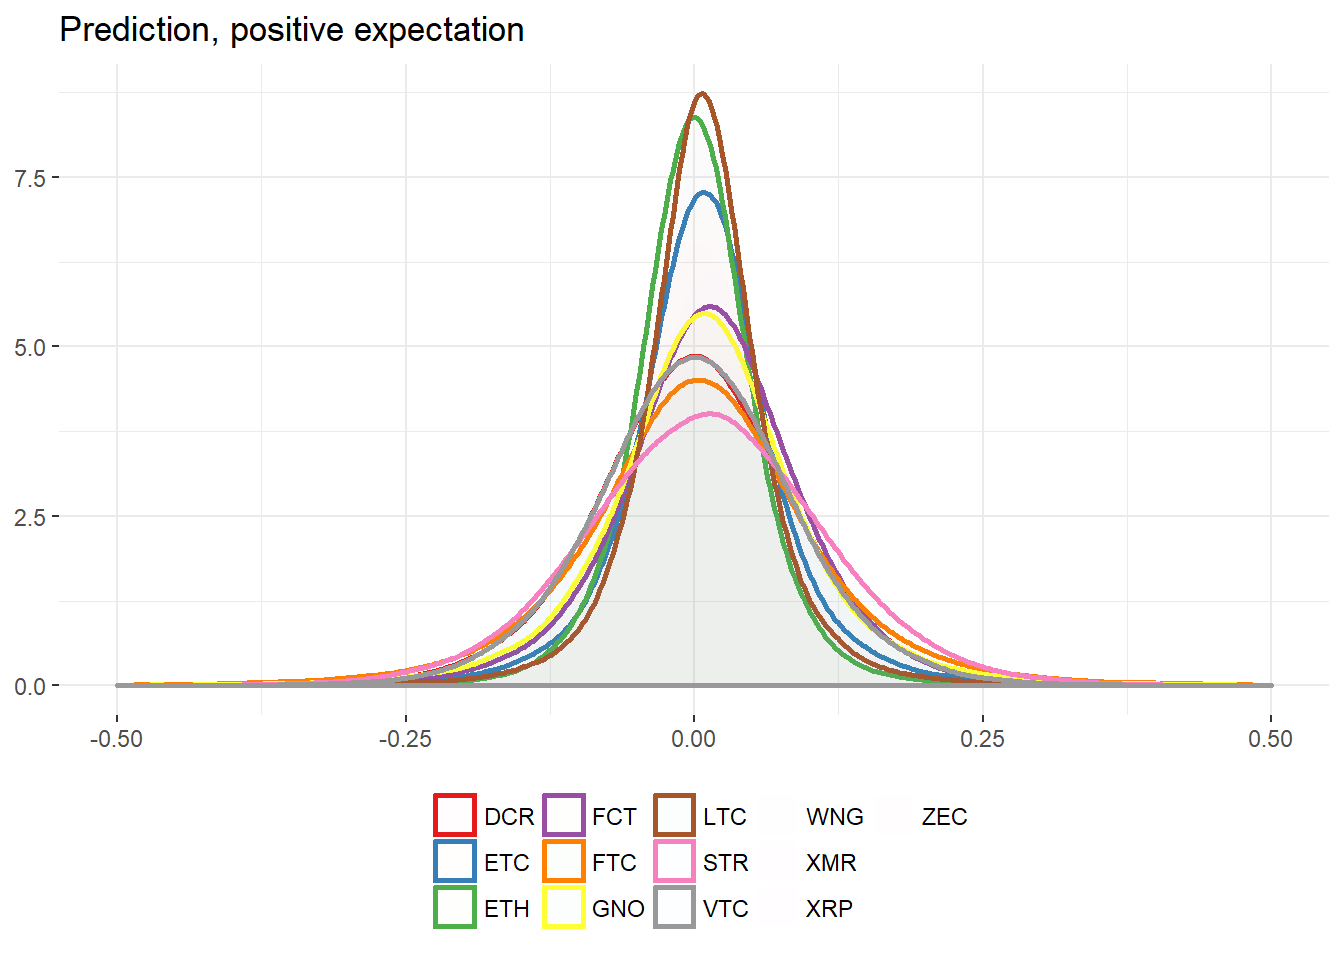 Prediction, positive expectation
7.5
5.0
2.5
0.0
-0.50 -0.25 0.00 0.25 0.50
DCR FCT LTC WNG ZEC
ETC FTC STR XMR
ETH GNO VTC XRP